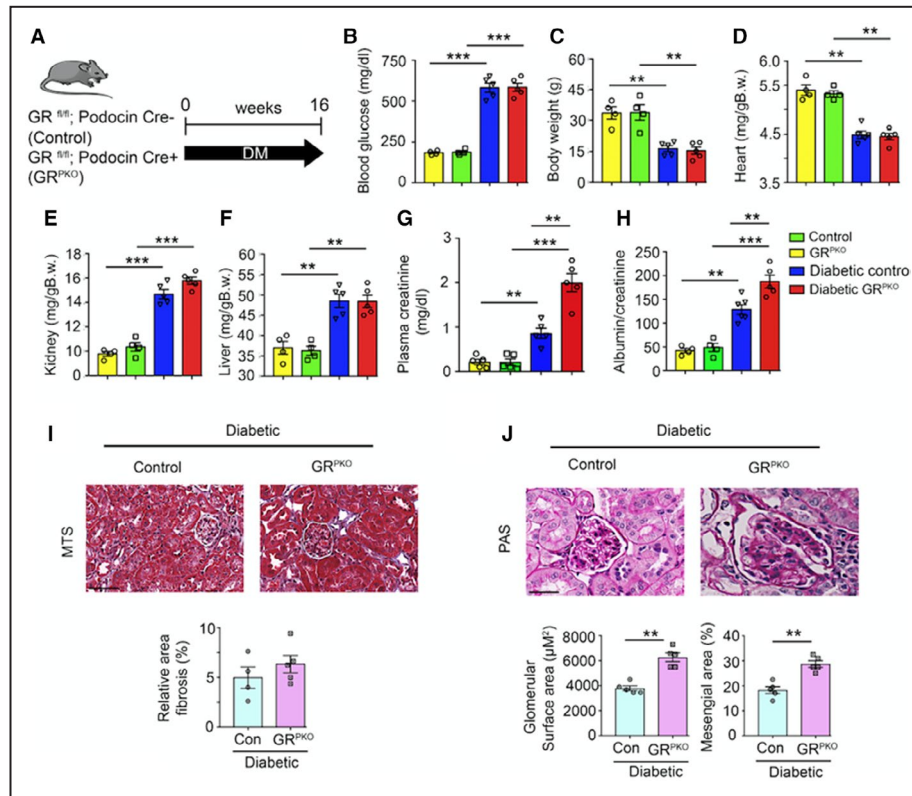 A
GR fl/fl; Podocin Cre-
(Control)
GR fl/fl; Podocin Cre+
(GRᴾᴷᴼ)
0 weeks 16
DM
B
*** ***
Blood glucose (mg/dl)
750
500
250
0
C
** **
Body weight (g)
60
45
30
15
0
D
** **
Heart (mg/gB.w.)
5.5
4.5
3.5
E
*** ***
Kidney (mg/gB.w.)
18
16
14
12
10
8
F
** **
Liver (mg/gB.w.)
60
55
50
45
40
35
30
G
**
***
**
Plasma creatinine
(mg/dl)
3
2
1
0
H
**
***
**
Albumin/creatinine
250
200
150
100
50
0
Control
GRᴾᴷᴼ
Diabetic contro
Diabetic GRᴾᴷᴼ
I
Diabetic
Control GRᴾᴷᴼ
MTS
Relative area
fibrosis (%)
10
5
0
Con GRᴾᴷᴼ
Diabetic
J
Diabetic
Control GRᴾᴷᴼ
PAS
Glomenular
Surface area (µM²)
8000
6000
4000
2000
0
**
Con GRᴾᴷᴼ
Diabetic
Mesengial area (%)
40
30
20
10
0
**
Con GRᴾᴷᴼ
Diabetic